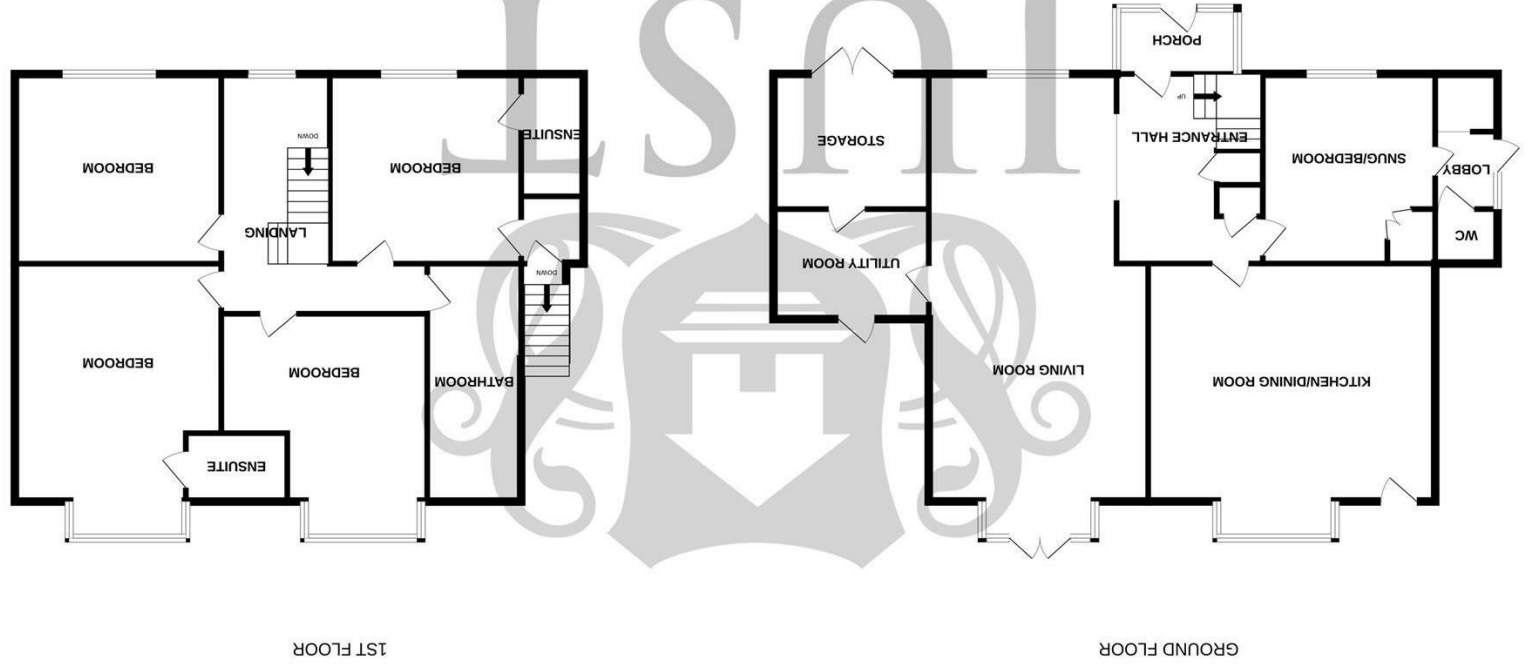 GROUND FLOOR
1ST FLOOR
KITCHEN/DINING ROOM
LIVING ROOM
UTILITY ROOM
WC
LOBBY
SNUG/BEDROOM
ENTRANCE HALL
STORAGE
UP
PORCH
ENSUITE
BATHROOM
BEDROOM
BEDROOM
DOWN
LANDING
BEDROOM
BEDROOM
ENSUITE
DOWN
JUST